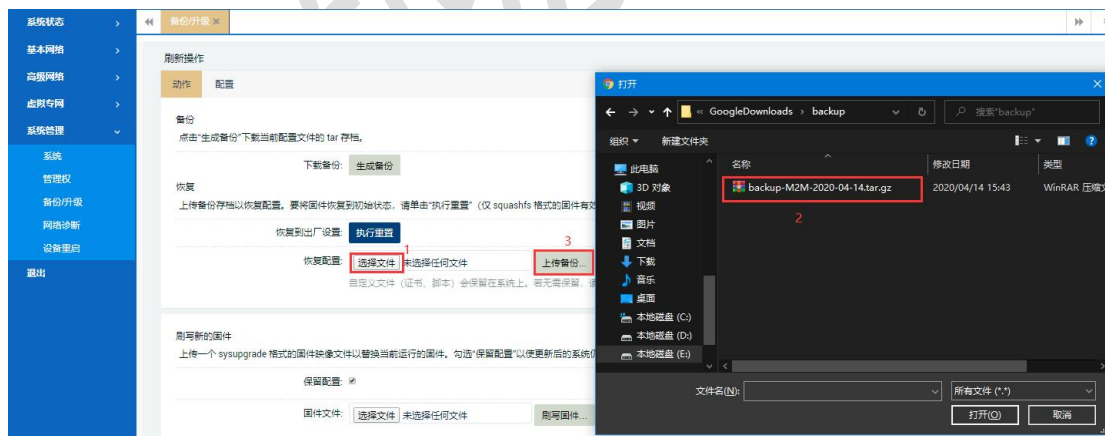 系统状态
基本网络
高级网络
虚拟专网
系统管理
系统
管理权
备份/升级
网络诊断
设备重启
退出
备份/升级
刷新操作
动作 配置
备份
点击"生成备份"下载当前配置文件的 tar 存档。
下载备份: 生成备份
恢复
上传备份存档以恢复配置。要将固件恢复到初始状态，请单击"执行重置"（仅 squashfs 格式的固件有效
恢复到出厂设置: 执行重置
1
3
恢复配置: 选择文件 未选择任何文件 上传备份...
自定义文件（证书、脚本）会保留在系统上。若无需保留，
刷写新的固件
上传一个 sysupgrade 格式的固件映像文件以替换当前运行的固件。勾选"保留配置"以使更新后的系统
保留配置:
固件文件: 选择文件 未选择任何文件 刷写固件...
打开
« GoogleDownloads › backup
搜索"backup"
组织 新建文件夹
名称 修改日期 类型
backup-M2M-2020-04-14.tar.gz 2020/04/14 15:43 WinRAR 压缩
2
此电脑
3D 对象
视频
图片
文档
下载
音乐
桌面
本地磁盘 (C:)
本地磁盘 (D:)
本地磁盘 (E:)
文件名(N): 所有文件 (*.*)
打开(O) 取消